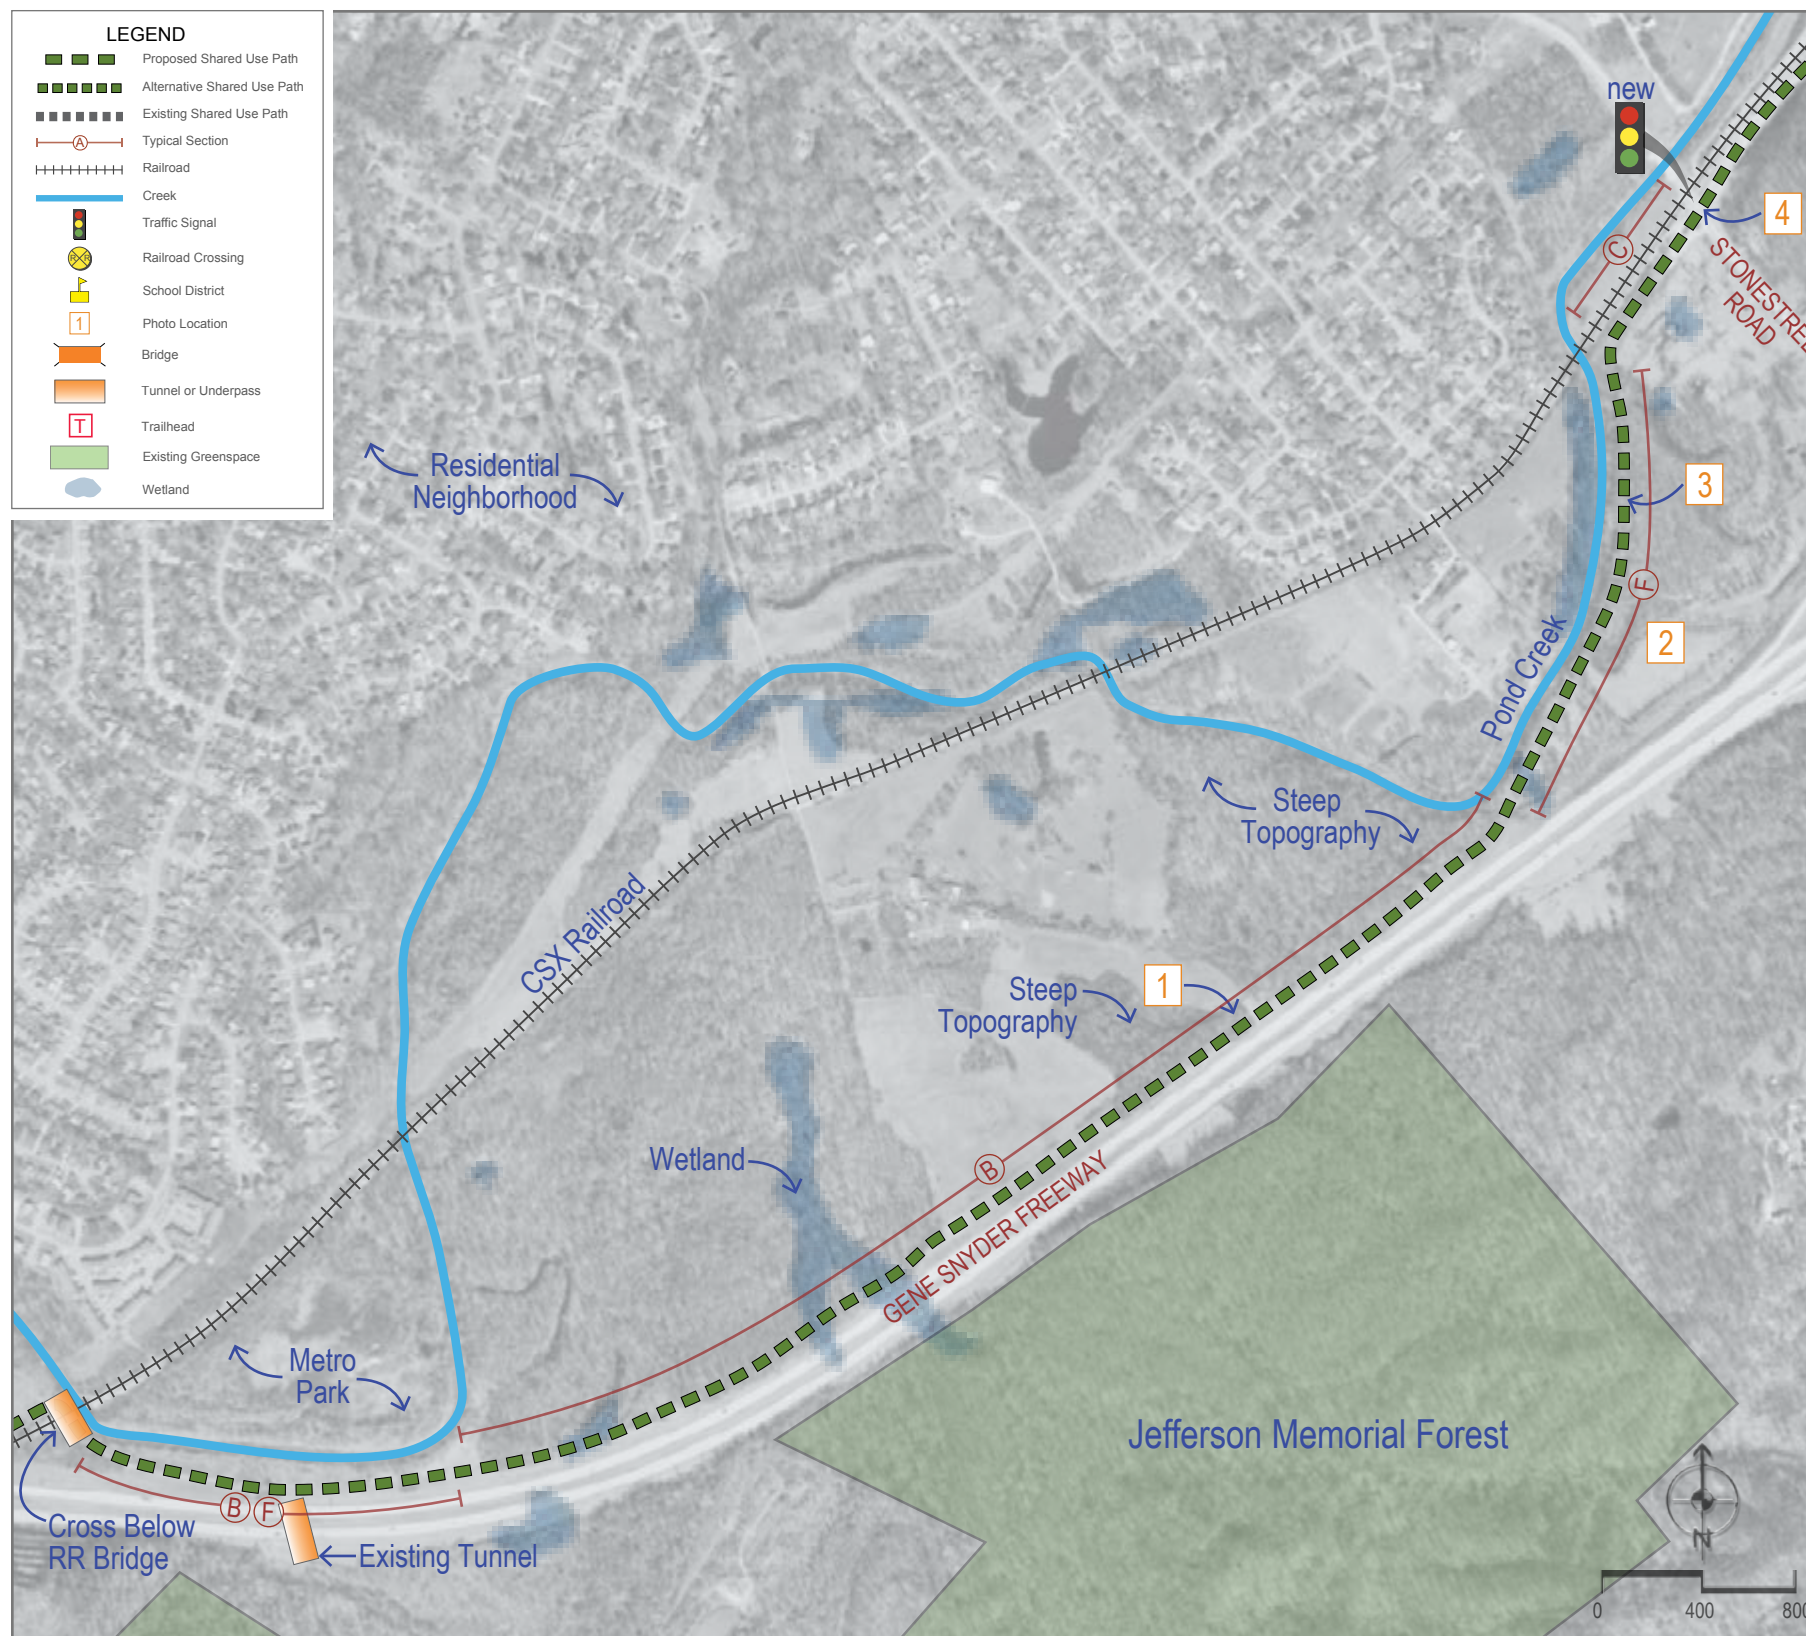 LEGEND
Proposed Shared Use Path
Alternative Shared Use Path
Existing Shared Use Path
A
Typical Section
Railroad
Creek
Traffic Signal
R R
Railroad Crossing
School District
1
Photo Location
Bridge
Tunnel or Underpass
T
Trailhead
Existing Greenspace
Wetland
new
4
C
STONESTREE
ROAD
Residential
Neighborhood
3
F
2
Pond Creek
Steep
Topography
CSX Railroad
Steep
Topography
1
Wetland
B
GENE SNYDER FREEWAY
Metro
Park
Jefferson Memorial Forest
B
F
Cross Below
RR Bridge
Existing Tunnel
N
0
400
800